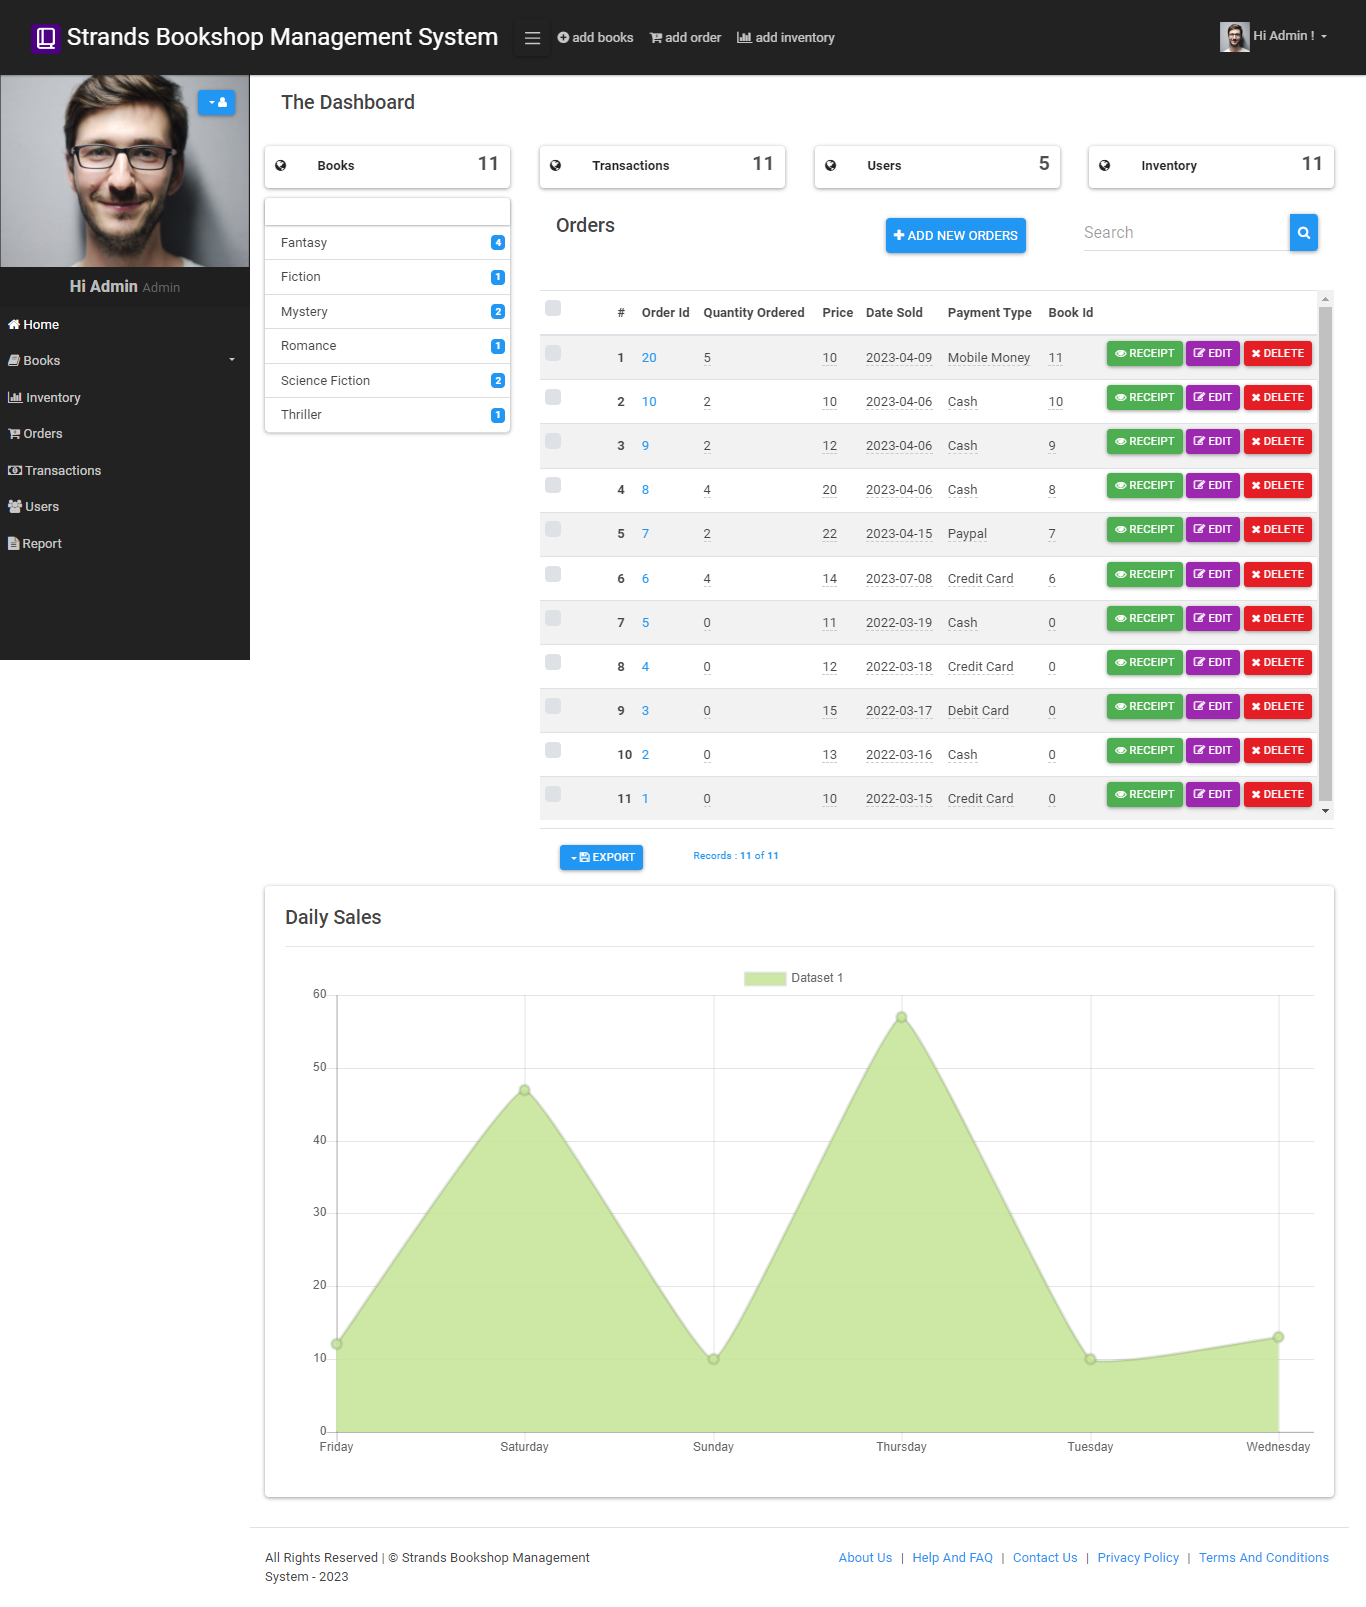 Strands Bookshop Management System add books add order add inventory Hi Admin !
Hi Admin Admin
Home
Books
Inventory
Orders
Transactions
Users
Report
The Dashboard
Books 11
Transactions 11
Users 5
Inventory 11
Fantasy 4
Fiction 1
Mystery 2
Romance 1
Science Fiction 2
Thriller 1
Orders
ADD NEW ORDERS
Search
# Order Id Quantity Ordered Price Date Sold Payment Type Book Id
1 20 5 10 2023-04-09 Mobile Money 11 RECEIPT EDIT DELETE
2 10 2 10 2023-04-06 Cash 10 RECEIPT EDIT DELETE
3 9 2 12 2023-04-06 Cash 9 RECEIPT EDIT DELETE
4 8 4 20 2023-04-06 Cash 8 RECEIPT EDIT DELETE
5 7 2 22 2023-04-15 Paypal 7 RECEIPT EDIT DELETE
6 6 4 14 2023-07-08 Credit Card 6 RECEIPT EDIT DELETE
7 5 0 11 2022-03-19 Cash 0 RECEIPT EDIT DELETE
8 4 0 12 2022-03-18 Credit Card 0 RECEIPT EDIT DELETE
9 3 0 15 2022-03-17 Debit Card 0 RECEIPT EDIT DELETE
10 2 0 13 2022-03-16 Cash 0 RECEIPT EDIT DELETE
11 1 0 10 2022-03-15 Credit Card 0 RECEIPT EDIT DELETE
EXPORT Records : 11 of 11
Daily Sales
Dataset 1
60
50
40
30
20
10
0
Friday Saturday Sunday Thursday Tuesday Wednesday
All Rights Reserved | © Strands Bookshop Management
System - 2023
About Us | Help And FAQ | Contact Us | Privacy Policy | Terms And Conditions